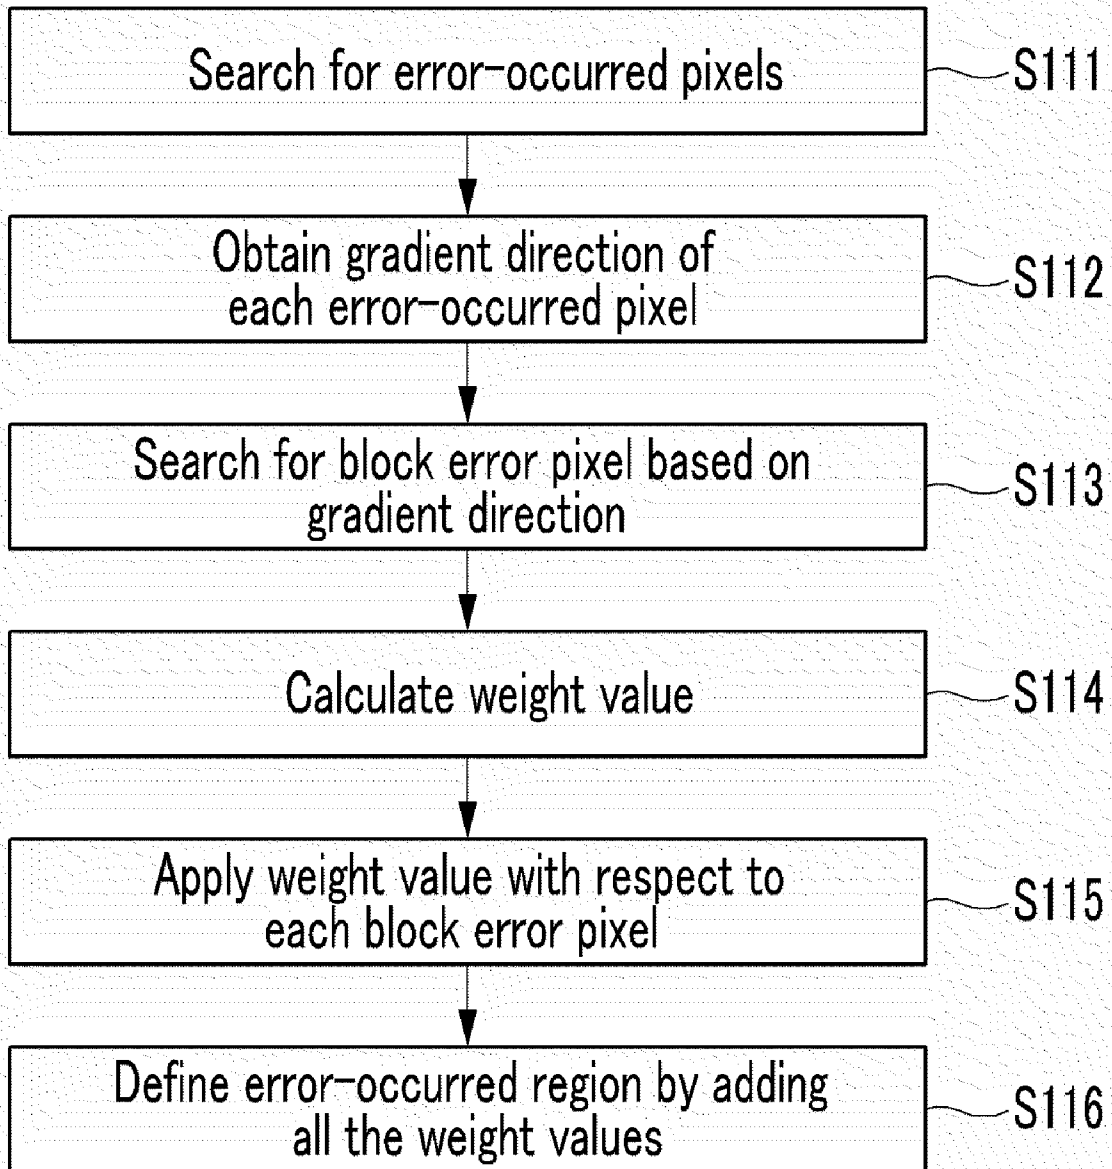 Search for error-occurred pixels
S111
Obtain gradient direction of
each error-occurred pixel
S112
Search for block error pixel based on
gradient direction
S113
Calculate weight value
S114
Apply weight value with respect to
each block error pixel
S115
Define error-occurred region by adding
all the weight values
S116